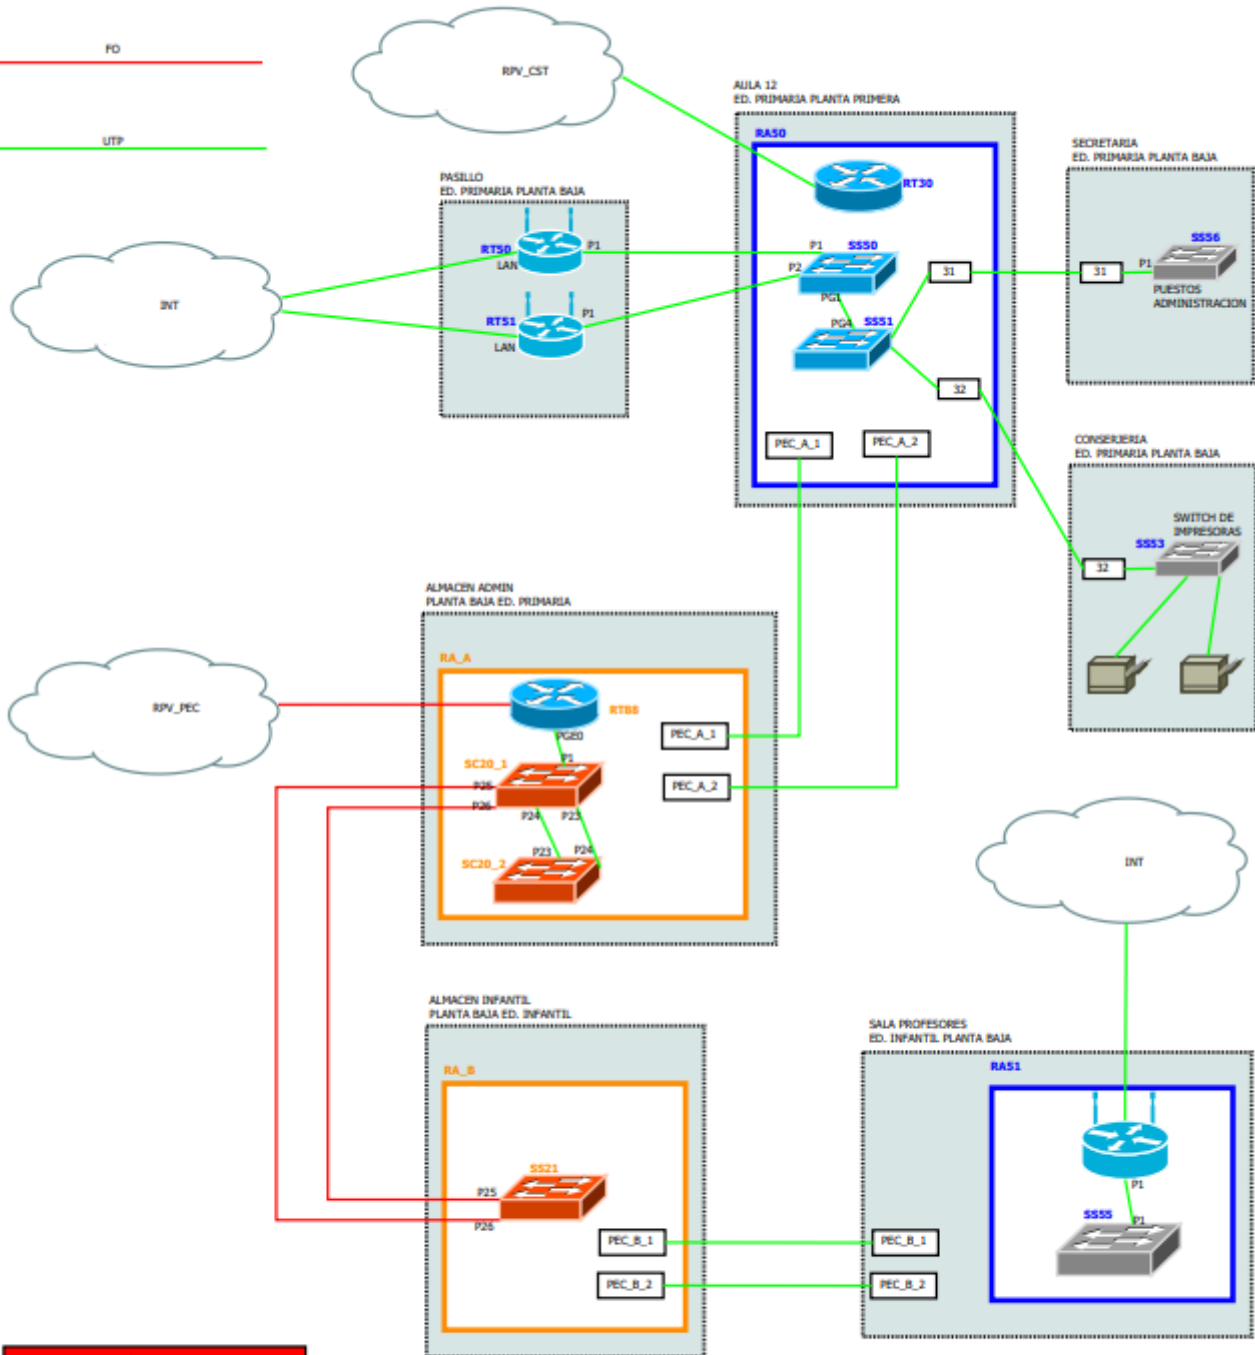 FO
UTP
RPV_CST
AULA 12
ED. PRIMARIA PLANTA PRIMERA
RA50
RT30
SECRETARIA
ED. PRIMARIA PLANTA BAJA
SS56
P1
31
PUESTOS
ADMINISTRACION
PASILLO
ED. PRIMARIA PLANTA BAJA
RT50
P1
LAN
RT51
P1
LAN
INT
P1
SS50
P2
PG1
PG4
SS51
31
32
PEC_A_1
PEC_A_2
CONSERJERIA
ED. PRIMARIA PLANTA BAJA
SWITCH DE
IMPRESORAS
SS53
32
ALMACEN ADMIN
PLANTA BAJA ED. PRIMARIA
RA_A
RPV_PEC
RT88
PGE0
PEC_A_1
SC20_1
P1
P25
P26
PEC_A_2
P24
P23
P23
P24
SC20_2
INT
ALMACEN INFANTIL
PLANTA BAJA ED. INFANTIL
RA_B
SS21
P25
P26
PEC_B_1
PEC_B_2
SALA PROFESORES
ED. INFANTIL PLANTA BAJA
RA51
P1
SS55
P1
PEC_B_1
PEC_B_2